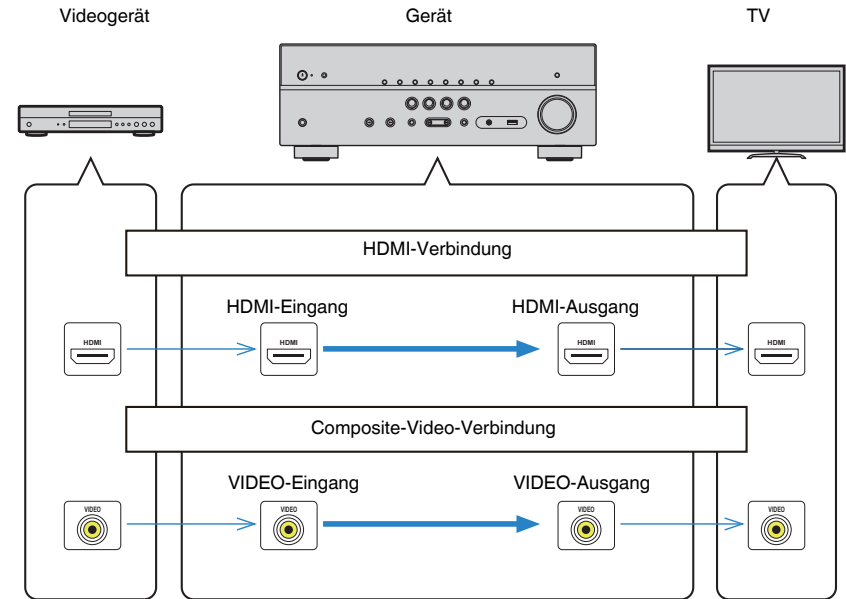 Videogerät Gerät TV
HDMI-Verbindung
HDMI-Eingang HDMI-Ausgang
HDMI HDMI HDMI HDMI
Composite-Video-Verbindung
VIDEO-Eingang VIDEO-Ausgang
VIDEO VIDEO VIDEO VIDEO